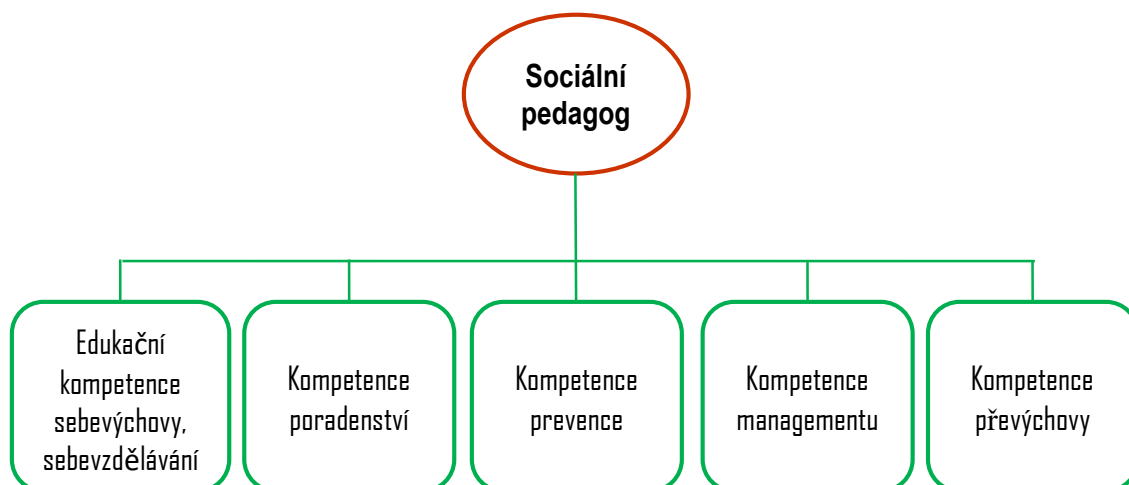 Sociální
pedagog
Edukační
kompetence
sebevýchovy,
sebevzdělávání
Kompetence
poradenství
Kompetence
prevence
Kompetence
managementu
Kompetence
převýchovy